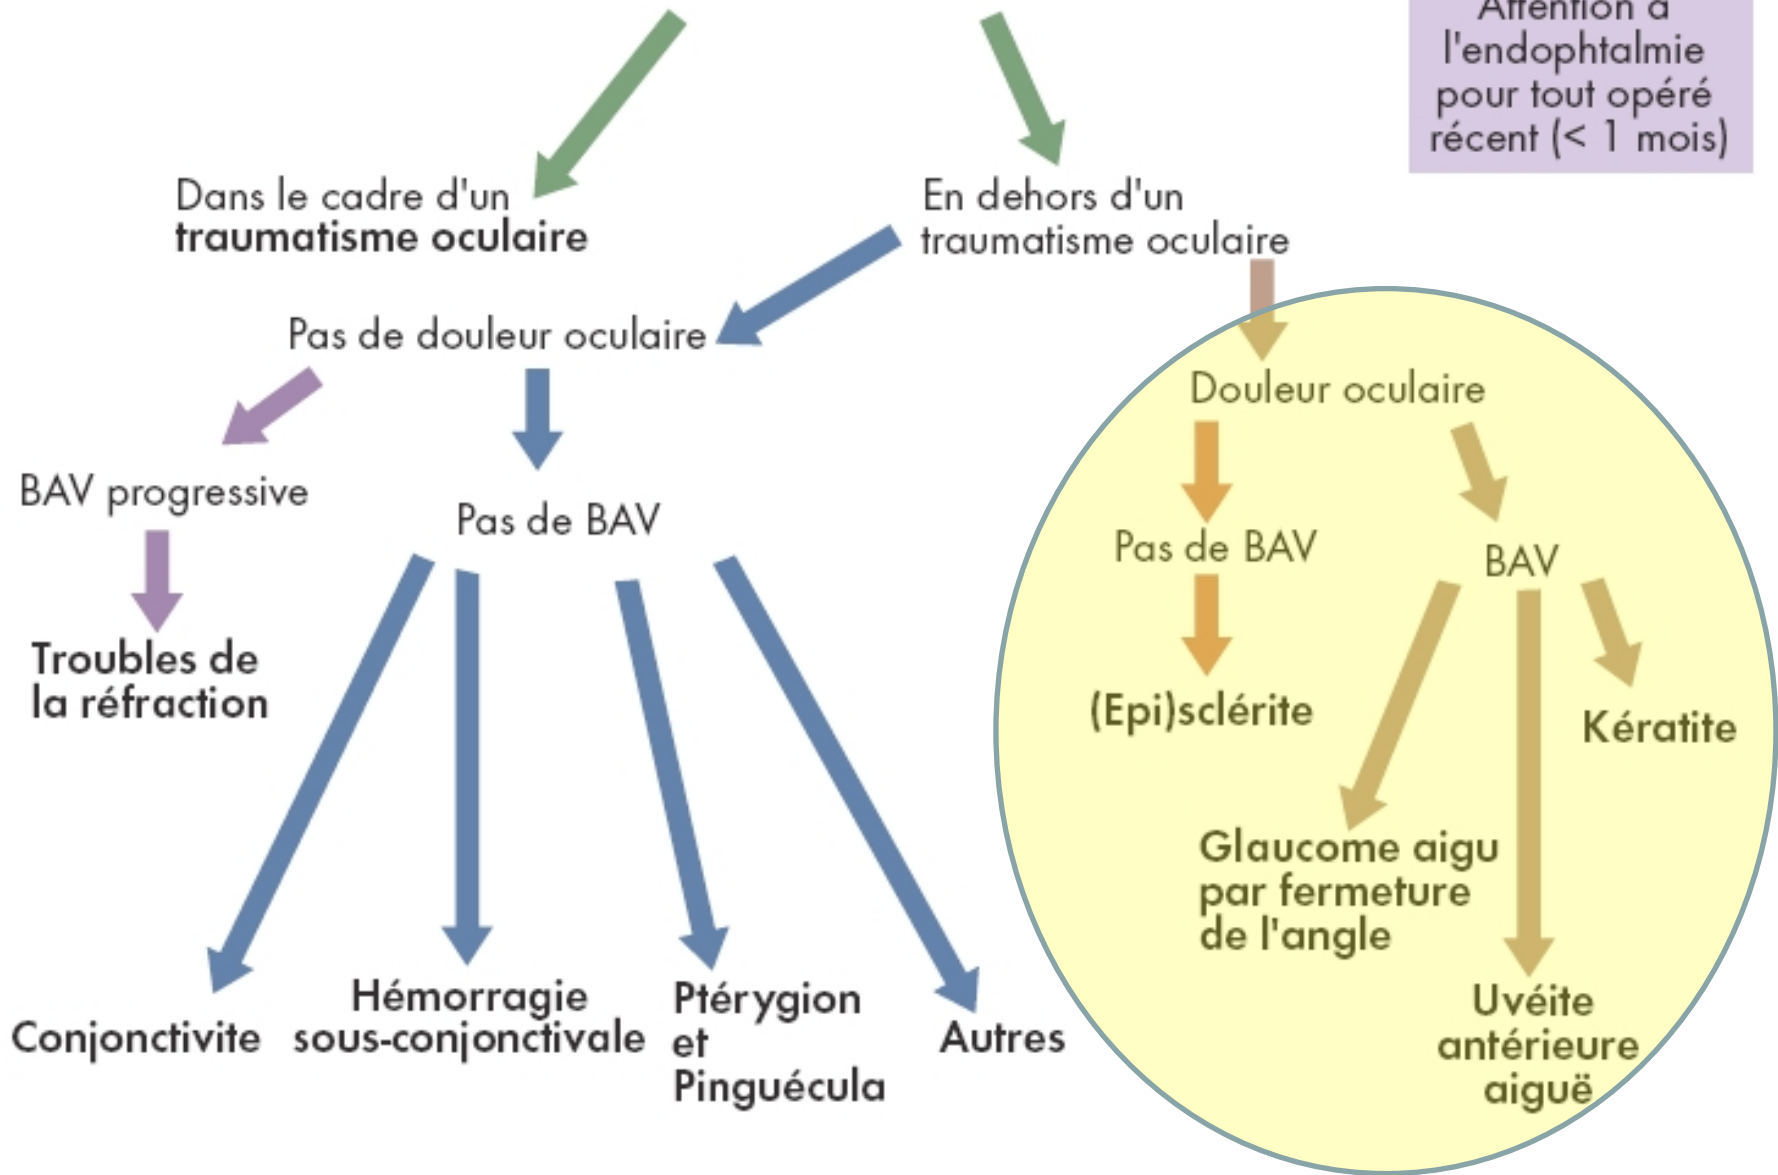 Attention à
l'endophtalmie
pour tout opéré
récent (< 1 mois)
Dans le cadre d'un
traumatisme oculaire
En dehors d'un
traumatisme oculaire
Pas de douleur oculaire
Douleur oculaire
BAV progressive
Pas de BAV
Pas de BAV
BAV
Troubles de
la réfraction
(Epi)sclérite
Kératite
Glaucome aigu
par fermeture
de l'angle
Conjonctivite
Hémorragie
sous-conjonctivale
Ptérygion
et
Pinguécula
Autres
Uvéite
antérieure
aiguë